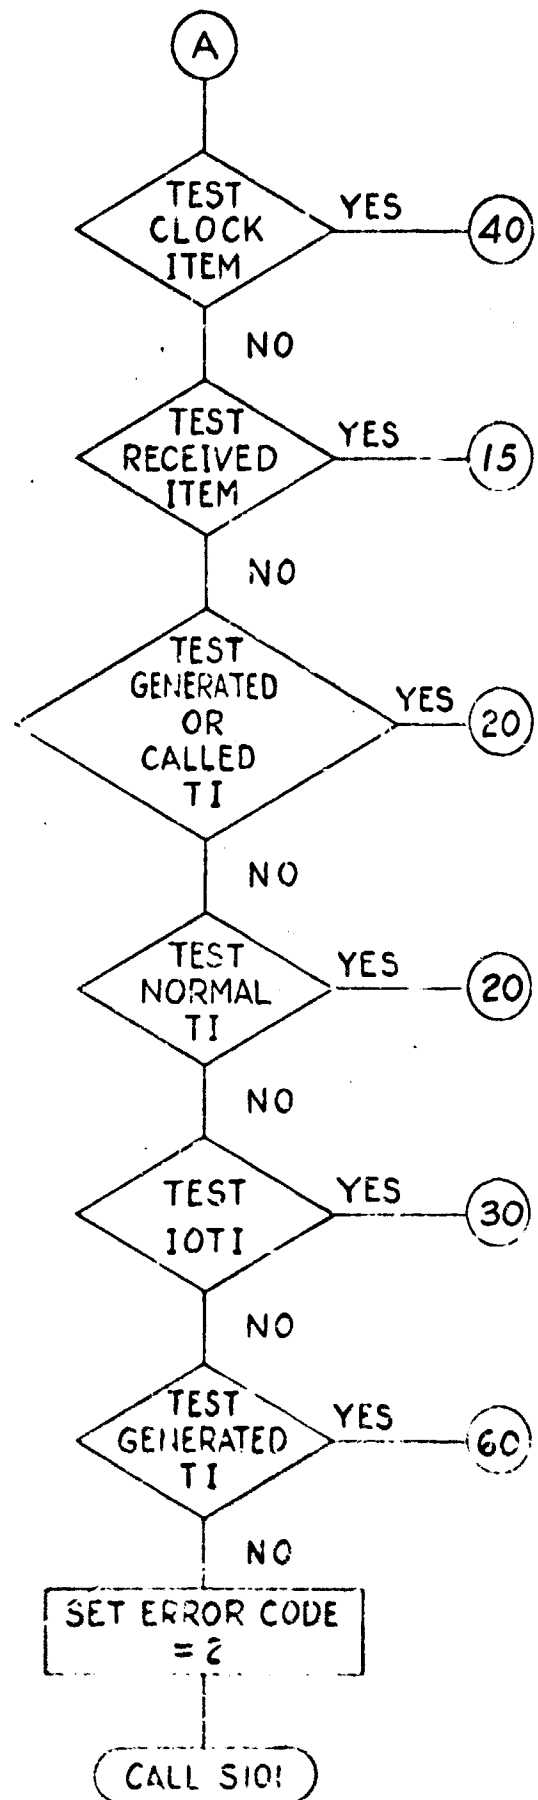 A
TEST
CLOCK
ITEM
YES
40
NO
TEST
RECEIVED
ITEM
YES
15
NO
TEST
GENERATED
OR
CALLED
TI
YES
20
NO
TEST
NORMAL
TI
YES
20
NO
TEST
IOTI
YES
30
NO
TEST
GENERATED
TI
YES
60
NO
SET ERROR CODE
= 2
CALL S101